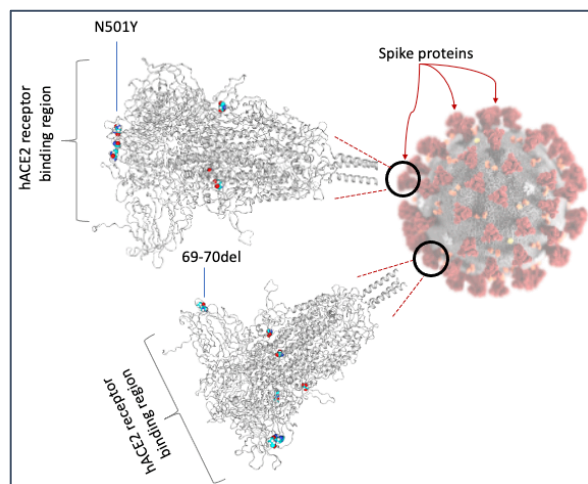 N501Y
Spike proteins
hACE2 receptor
binding region
69-70del
hACE2 receptor
binding region